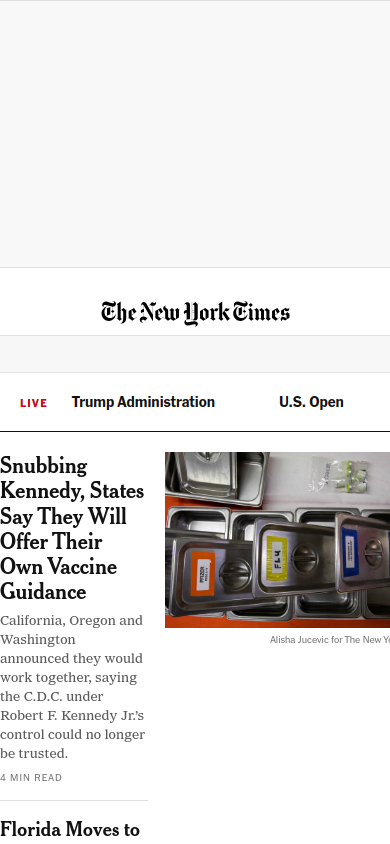 The New York Times
LIVE
Trump Administration
U.S. Open
Snubbing
Kennedy, States
Say They Will
Offer Their
Own Vaccine
Guidance
California, Oregon and
Washington
announced they would
work together, saying
the C.D.C. under
Robert F. Kennedy Jr.'s
control could no longer
be trusted.
4 MIN READ
Florida Moves to
PFIZER
FLU
Alisha Jucevic for The New Yo